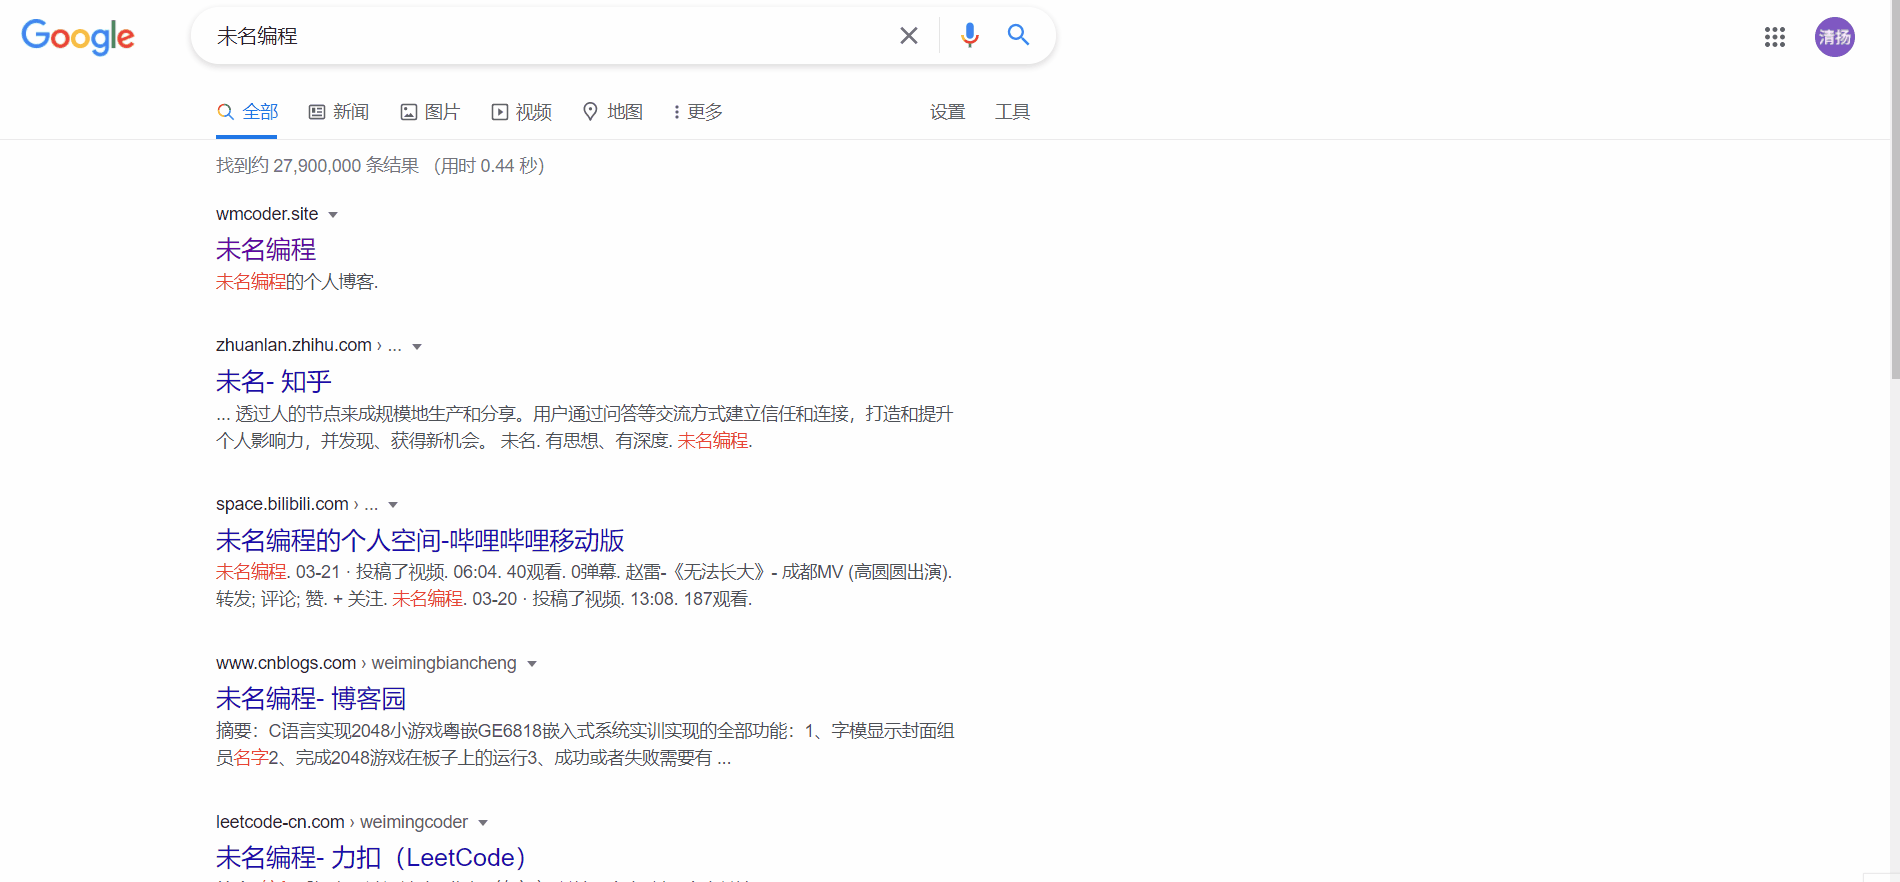 Google
未名编程
清扬
全部 新闻 图片 视频 地图 更多 设置 工具
找到约 27,900,000 条结果 （用时 0.44 秒）
wmcoder.site
未名编程
未名编程的个人博客.
zhuanlan.zhihu.com › ...
未名- 知乎
... 透过人的节点来成规模地生产和分享。用户通过问答等交流方式建立信任和连接，打造和提升
个人影响力，并发现、获得新机会。 未名. 有思想、有深度. 未名编程.
space.bilibili.com › ...
未名编程的个人空间-哔哩哔哩移动版
未名编程. 03-21 · 投稿了视频. 06:04. 40观看. 0弹幕. 赵雷-《无法长大》- 成都MV (高圆圆出演).
转发; 评论; 赞. + 关注. 未名编程. 03-20 · 投稿了视频. 13:08. 187观看.
www.cnblogs.com › weimingbiancheng
未名编程- 博客园
摘要：C语言实现2048小游戏粤嵌GE6818嵌入式系统实训实现的全部功能：1、字模显示封面组
员名字2、完成2048游戏在板子上的运行3、成功或者失败需要有 ...
leetcode-cn.com › weimingcoder
未名编程- 力扣（LeetCode）